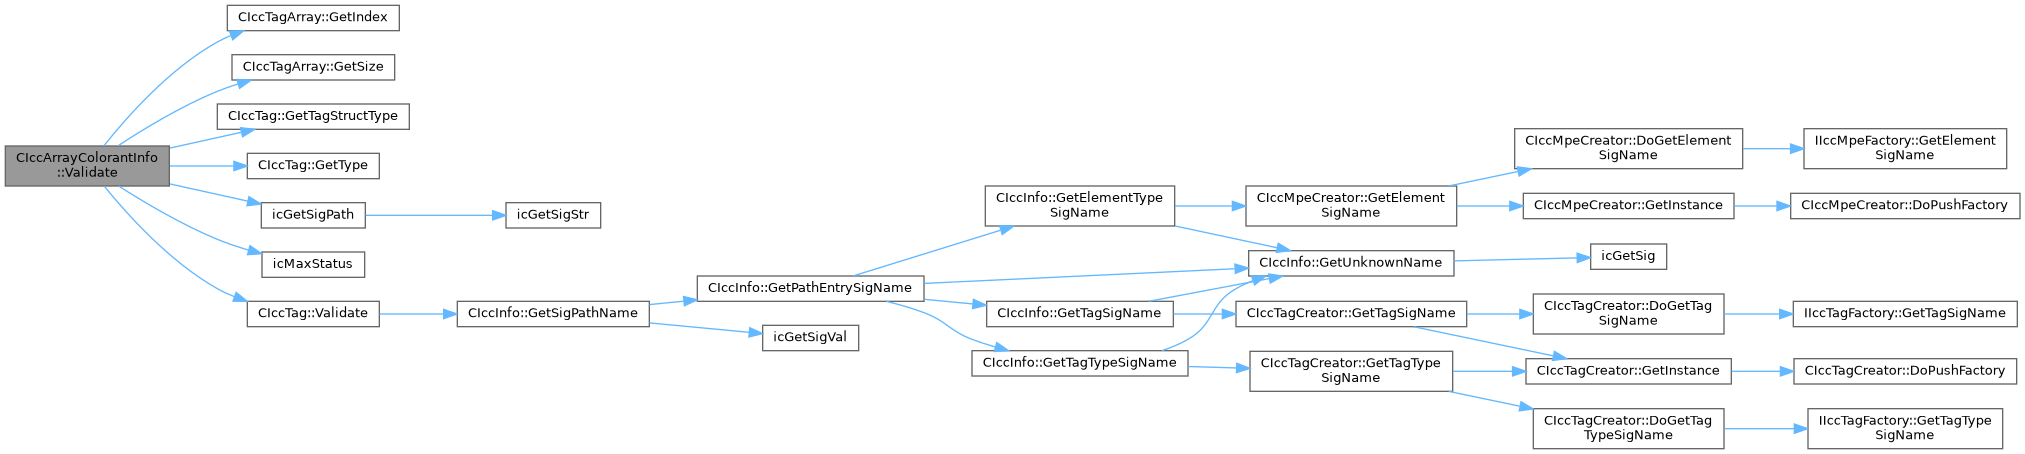 CIccArrayColorantInfo
::Validate
CIccTagArray::GetIndex
CIccTagArray::GetSize
CIccTag::GetTagStructType
CIccTag::GetType
icGetSigPath
icGetSigStr
icMaxStatus
CIccTag::Validate
CIccInfo::GetSigPathName
CIccInfo::GetPathEntrySigName
icGetSigVal
CIccInfo::GetElementType
SigName
CIccInfo::GetTagSigName
CIccInfo::GetTagTypeSigName
CIccMpeCreator::GetElement
SigName
CIccInfo::GetUnknownName
CIccTagCreator::GetTagSigName
CIccTagCreator::GetTagType
SigName
CIccMpeCreator::DoGetElement
SigName
CIccMpeCreator::GetInstance
icGetSig
CIccTagCreator::DoGetTag
SigName
CIccTagCreator::GetInstance
CIccTagCreator::DoGetTag
TypeSigName
IIccMpeFactory::GetElement
SigName
CIccMpeCreator::DoPushFactory
IIccTagFactory::GetTagSigName
CIccTagCreator::DoPushFactory
IIccTagFactory::GetTagType
SigName